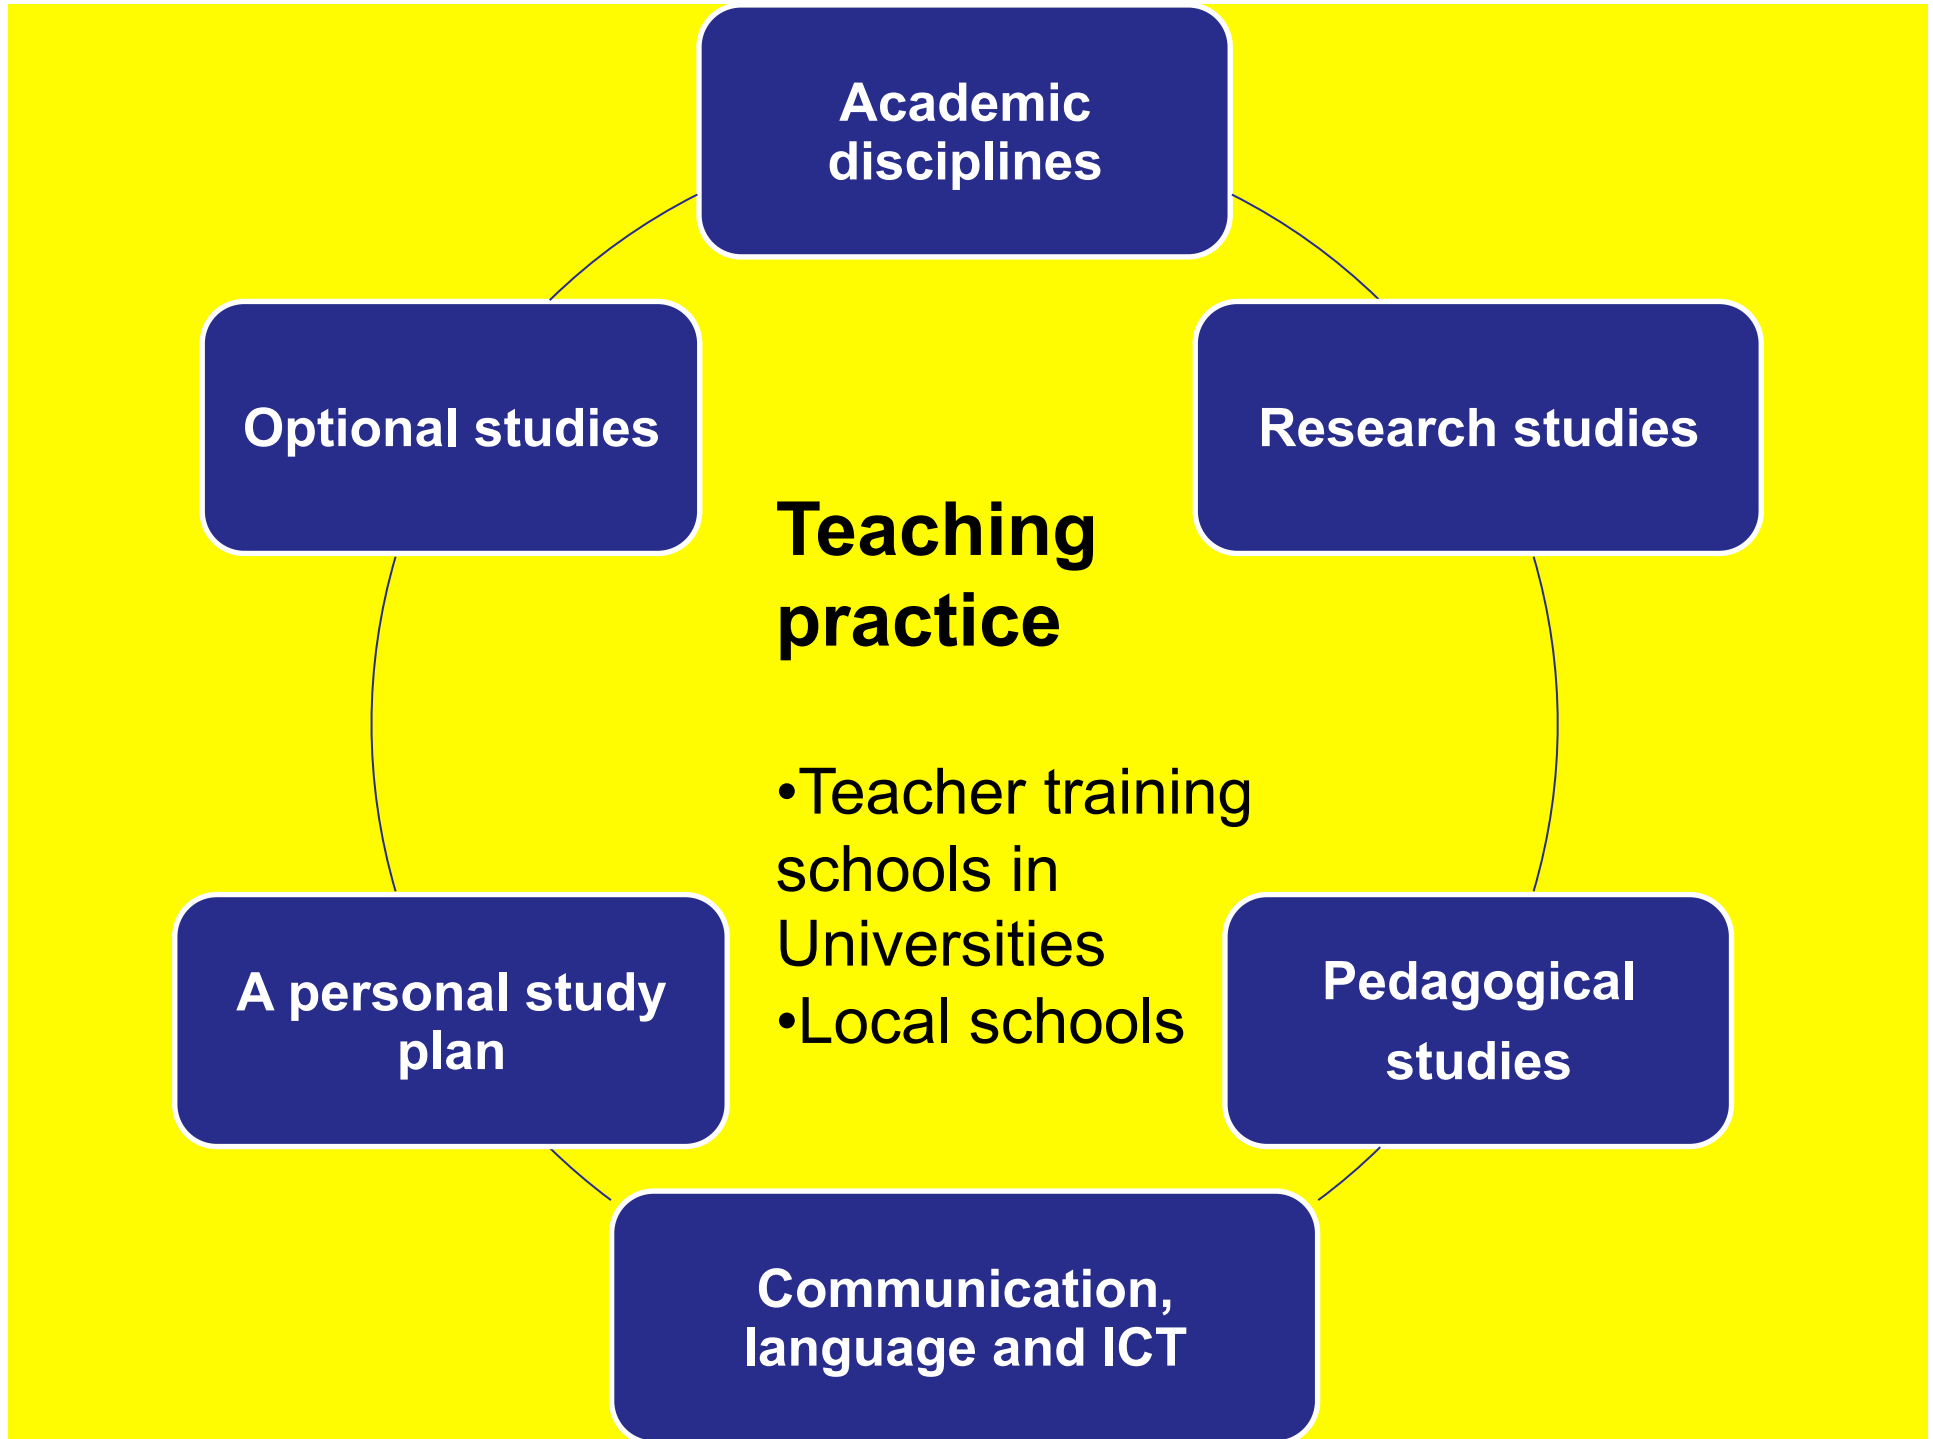 Academic
disciplines
Optional studies
Research studies
Teaching
practice
•Teacher training
schools in
Universities
•Local schools
A personal study
plan
Pedagogical
studies
Communication,
language and ICT